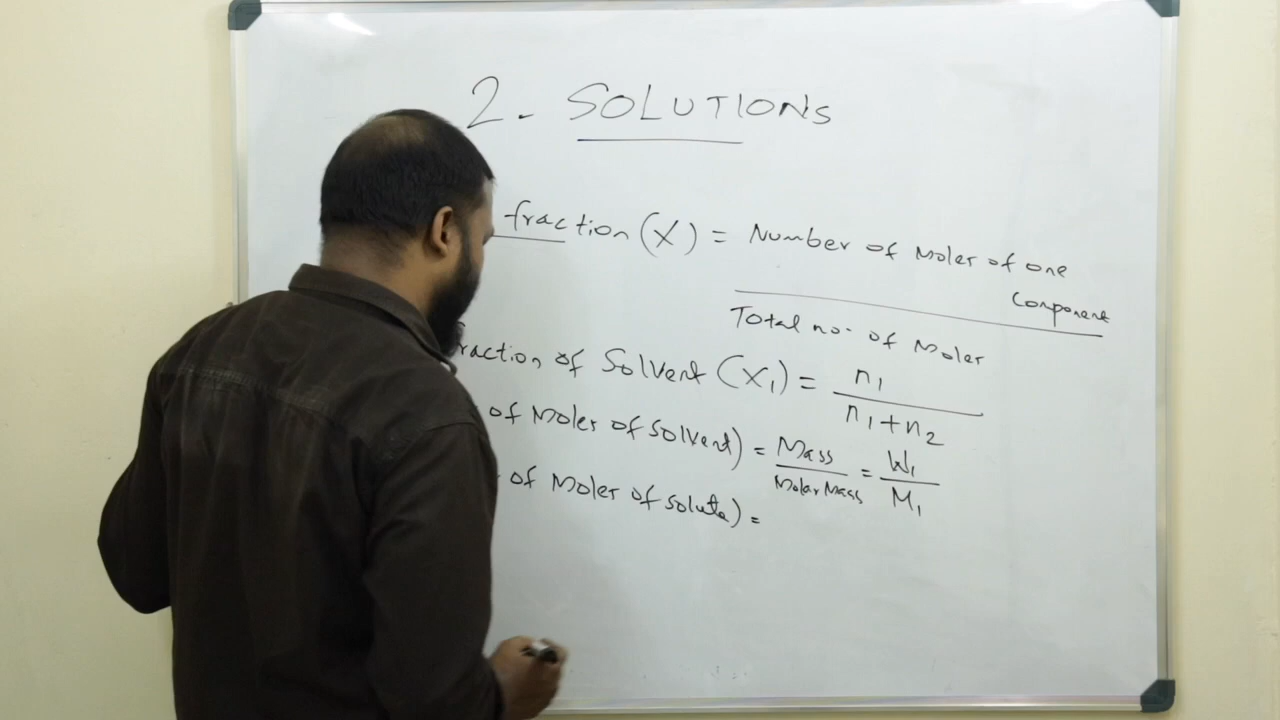 2. SOLUTIONS
fraction (X) = Number of moles of one
component
Total no. of moles
raction of Solvent (X₁) = n₁ / n₁+n₂
of moles of solvent) = Mass / Molar Mass = W₁ / M₁
of moles of solute) =